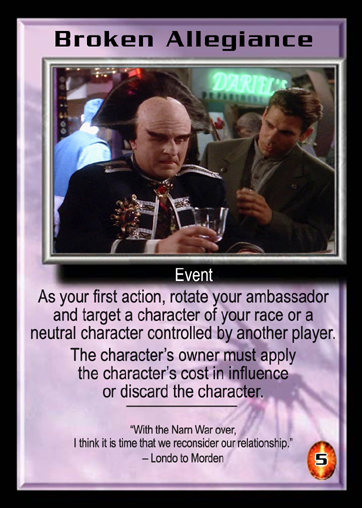 Broken Allegiance
DARIEL'S
Event
As your first action, rotate your ambassador
and target a character of your race or a
neutral character controlled by another player.
The character's owner must apply
the character's cost in influence
or discard the character.
"With the Narn War over,
I think it is time that we reconsider our relationship."
– Londo to Morden
5